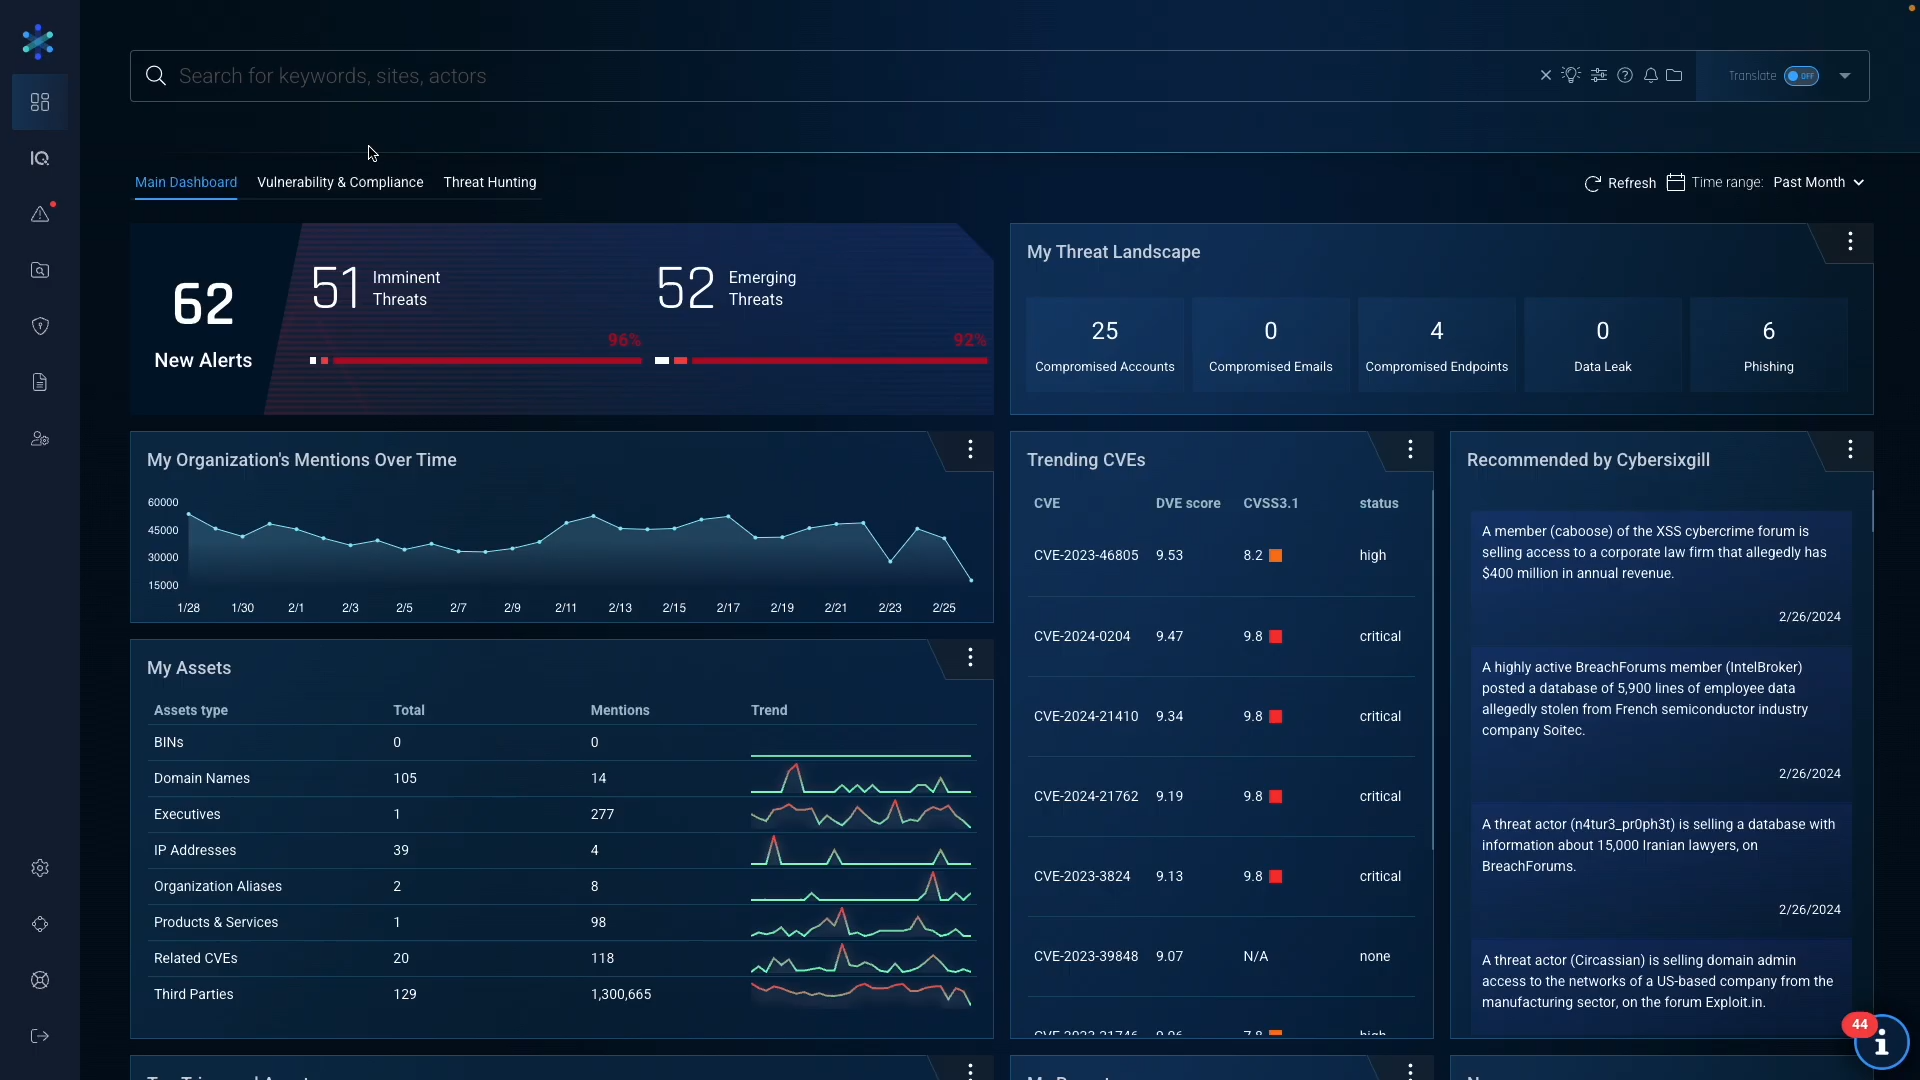 Search for keywords, sites, actors
Translate OFF
IQ
Main Dashboard Vulnerability & Compliance Threat Hunting
Refresh Time range: Past Month
62
New Alerts
51 Imminent
Threats
96%
52 Emerging
Threats
92%
My Threat Landscape
25 0 4 0 6
Compromised Accounts Compromised Emails Compromised Endpoints Data Leak Phishing
My Organization's Mentions Over Time
60000
45000
30000
15000
1/28 1/30 2/1 2/3 2/5 2/7 2/9 2/11 2/13 2/15 2/17 2/19 2/21 2/23 2/25
My Assets
Assets type Total Mentions Trend
BINs 0 0
Domain Names 105 14
Executives 1 277
IP Addresses 39 4
Organization Aliases 2 8
Products & Services 1 98
Related CVEs 20 118
Third Parties 129 1,300,665
Trending CVEs
CVE DVE score CVSS3.1 status
CVE-2023-46805 9.53 8.2 high
CVE-2024-0204 9.47 9.8 critical
CVE-2024-21410 9.34 9.8 critical
CVE-2024-21762 9.19 9.8 critical
CVE-2023-3824 9.13 9.8 critical
CVE-2023-39848 9.07 N/A none
Recommended by Cybersixgill
A member (caboose) of the XSS cybercrime forum is
selling access to a corporate law firm that allegedly has
$400 million in annual revenue.
2/26/2024
A highly active BreachForums member (IntelBroker)
posted a database of 5,900 lines of employee data
allegedly stolen from French semiconductor industry
company Soitec.
2/26/2024
A threat actor (n4tur3_pr0ph3t) is selling a database with
information about 15,000 Iranian lawyers, on
BreachForums.
2/26/2024
A threat actor (Circassian) is selling domain admin
access to the networks of a US-based company from the
manufacturing sector, on the forum Exploit.in.
44